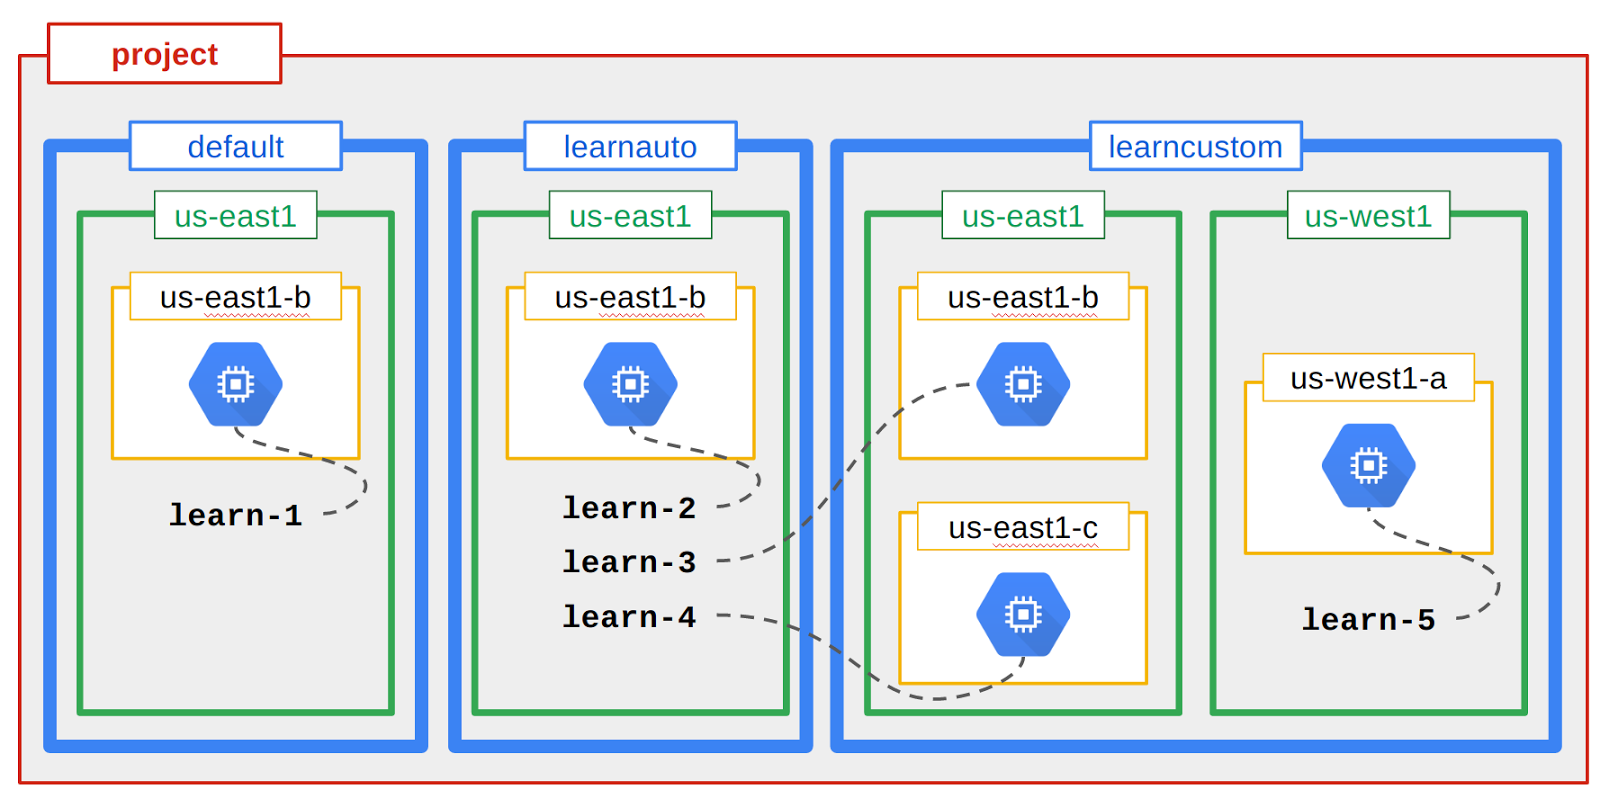 project
default
learnauto
learncustom
us-east1
us-east1
us-east1
us-west1
us-east1-b
us-east1-b
us-east1-b
us-west1-a
learn-1
learn-2
learn-3
learn-4
us-east1-c
learn-5